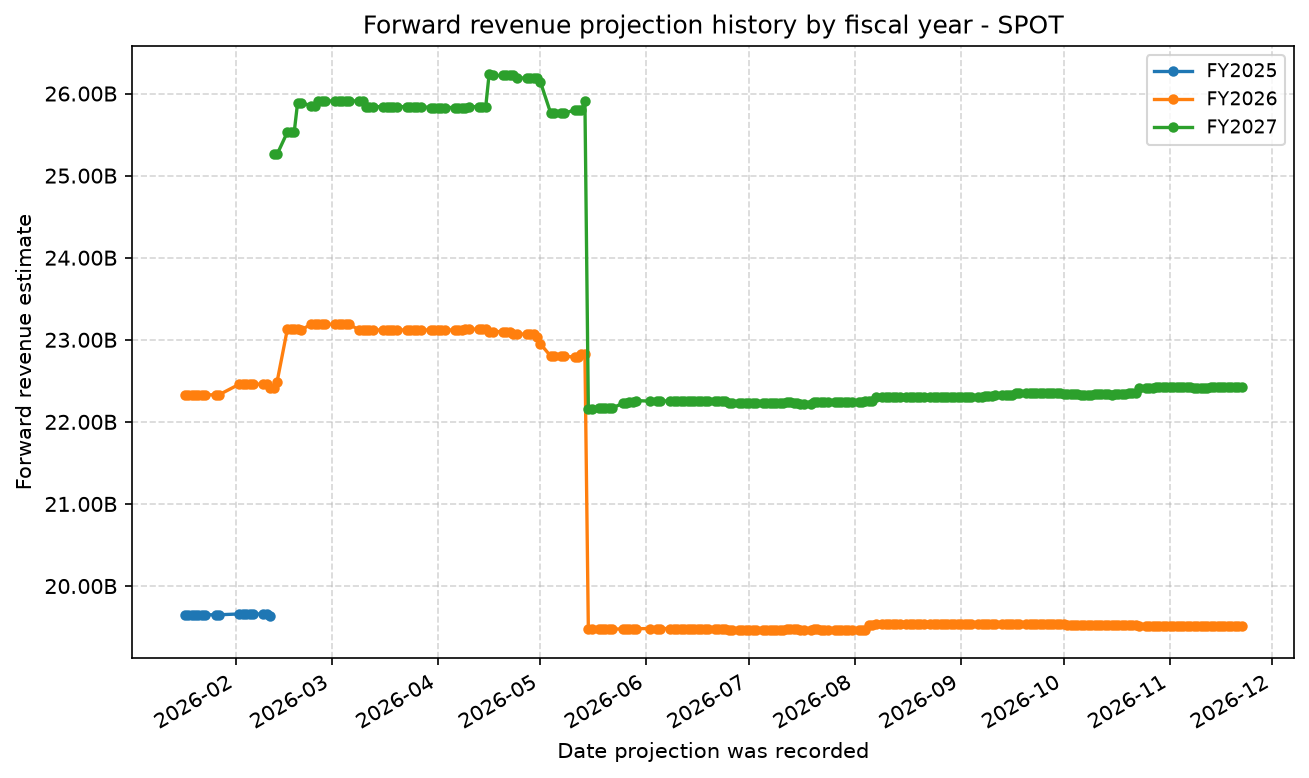 Forward revenue projection history by fiscal year - SPOT
FY2025
FY2026
FY2027
Forward revenue estimate
26.00B
25.00B
24.00B
23.00B
22.00B
21.00B
20.00B
2026-02
2026-03
2026-04
2026-05
2026-06
2026-07
2026-08
2026-09
2026-10
2026-11
2026-12
Date projection was recorded